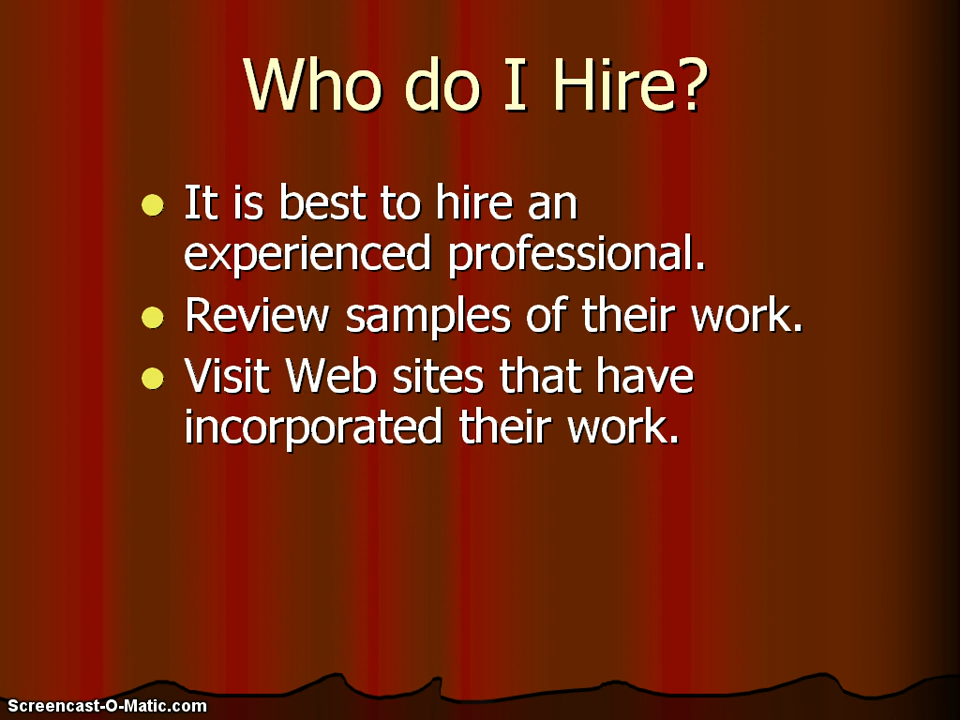 Who do I Hire?
It is best to hire an
experienced professional.
Review samples of their work.
Visit Web sites that have
incorporated their work.
Screencast-O-Matic.com